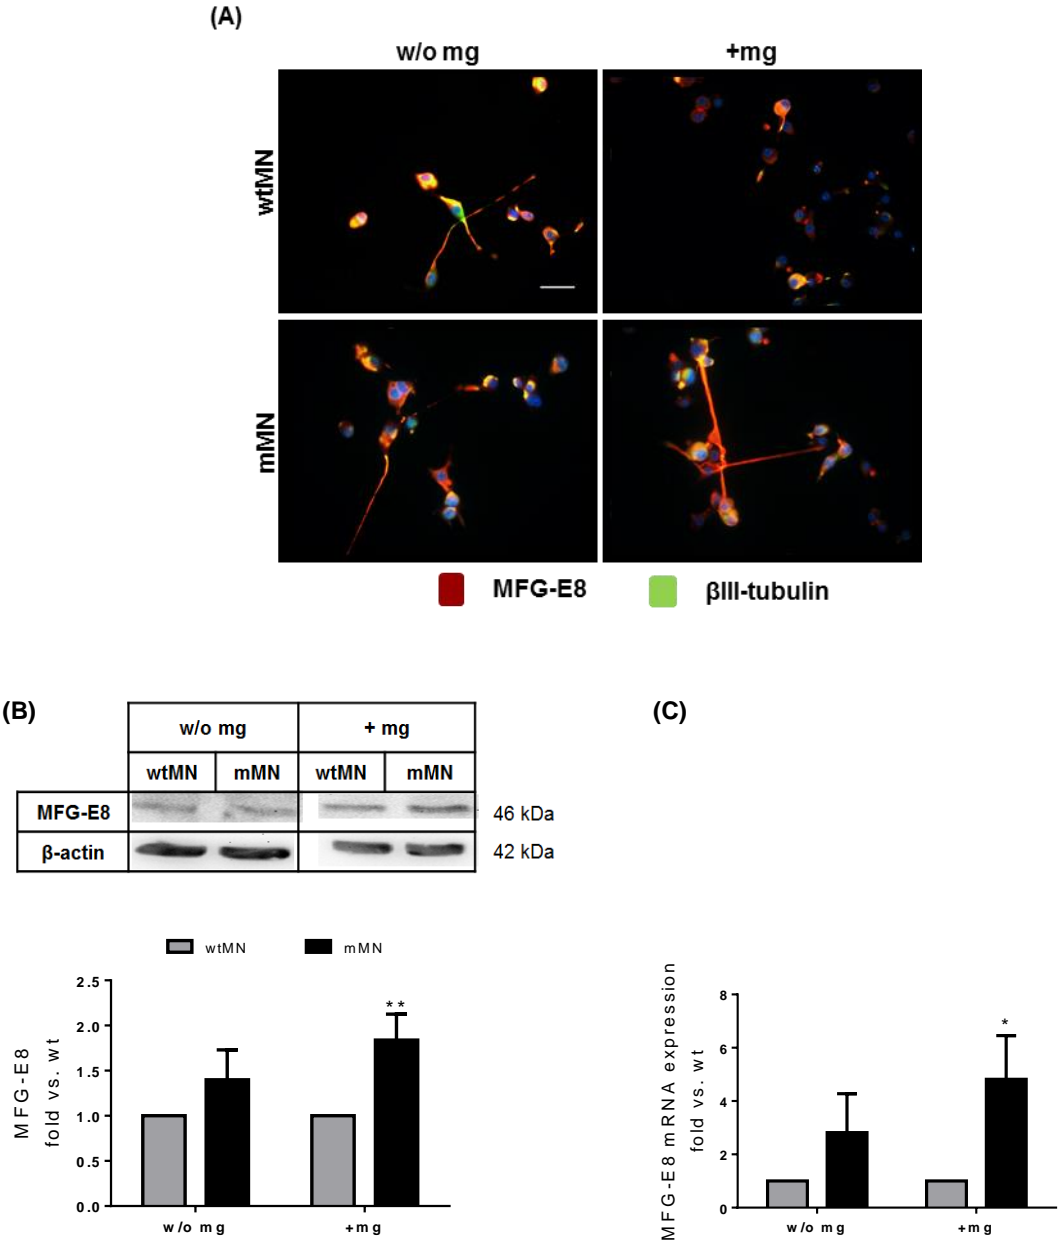 (A)
w/o mg +mg
wtMN
mMN
MFG-E8 βIII-tubulin
(B)
w/o mg + mg
wtMN mMN wtMN mMN
MFG-E8 46 kDa
β-actin 42 kDa
wtMN mMN
MFG-E8
fold vs. wt
2.5
2.0
1.5
1.0
0.5
0.0
**
w/o mg +mg
(C)
MFG-E8 mRNA expression
fold vs. wt
8
6
4
2
0
*
w/o mg +mg